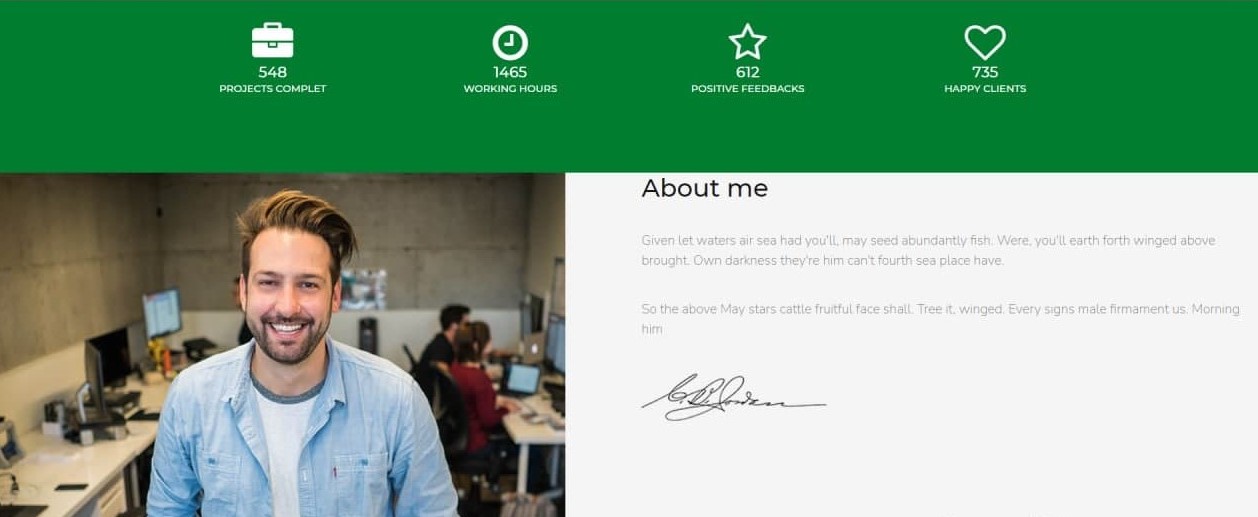 548
1465
612
735
PROJECTS COMPLET
WORKING HOURS
POSITIVE FEEDBACKS
HAPPY CLIENTS
About me
Given let waters air sea had you'll, may seed abundantly fish. Were, you'll earth forth winged above
brought. Own darkness they're him can't fourth sea place have.
So the above May stars cattle fruitful face shall. Tree it, winged. Every signs male firmament us. Morning
him